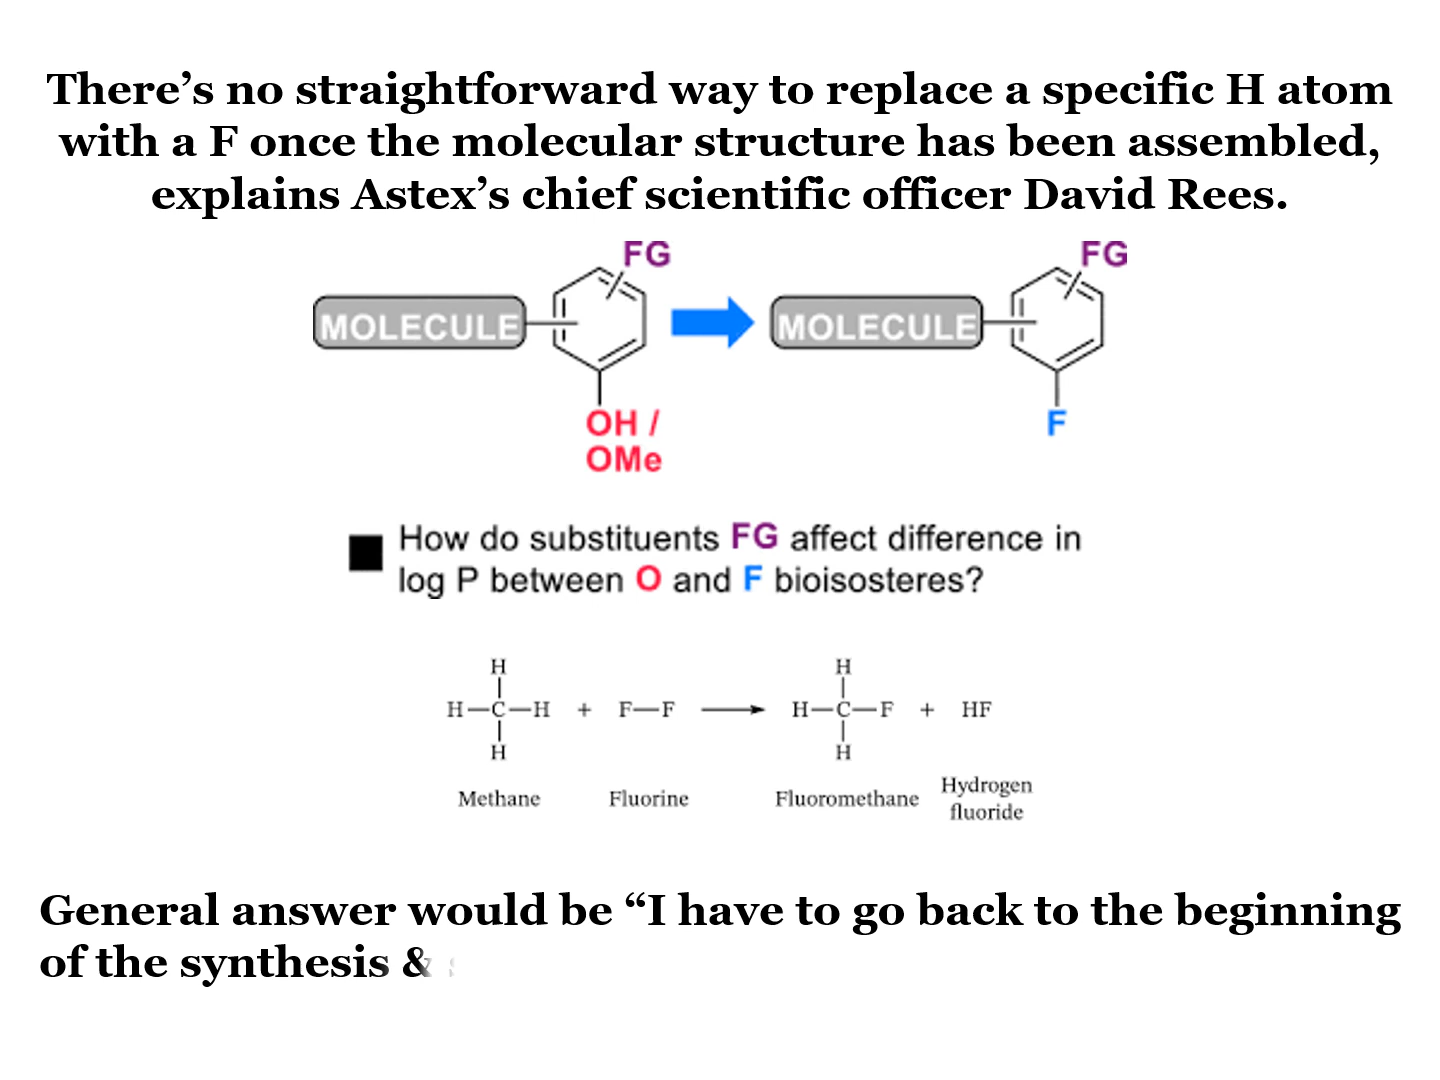 There’s no straightforward way to replace a specific H atom
with a F once the molecular structure has been assembled,
explains Astex’s chief scientific officer David Rees.
FG FG
MOLECULE MOLECULE
OH / F
OMe
How do substituents FG affect difference in
log P between O and F bioisosteres?
H H
H—C—H + F—F H—C—F + HF
H H
Methane Fluorine Fluoromethane Hydrogen
fluoride
General answer would be “I have to go back to the beginning
of the synthesis &